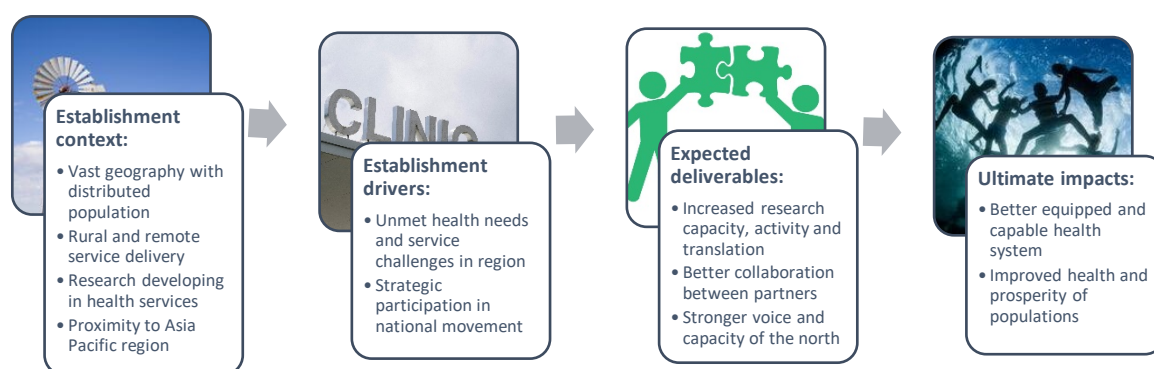 Establishment
context:
• Vast geography with
distributed
population
• Rural and remote
service delivery
• Research developing
in health services
• Proximity to Asia
Pacific region
CLINIC
Establishment
drivers:
• Unmet health needs
and service
challenges in region
• Strategic
participation in
national movement
Expected
deliverables:
• Increased research
capacity, activity and
translation
• Better collaboration
between partners
• Stronger voice and
capacity of the north
Ultimate impacts:
• Better equipped and
capable health
system
• Improved health and
prosperity of
populations